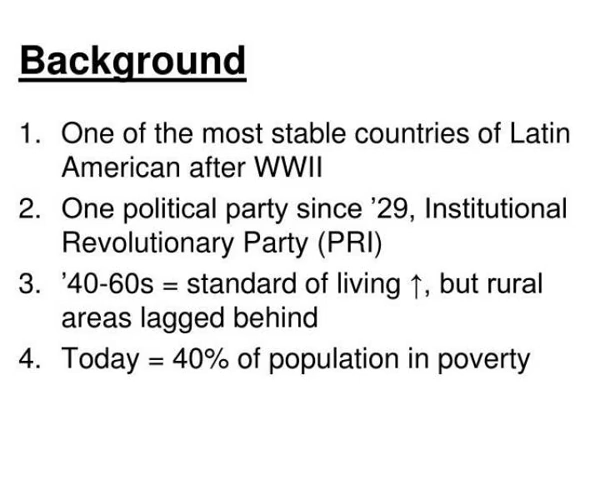 Background
1. One of the most stable countries of Latin
American after WWII
2. One political party since ’29, Institutional
Revolutionary Party (PRI)
3. ’40-60s = standard of living ↑, but rural
areas lagged behind
4. Today = 40% of population in poverty